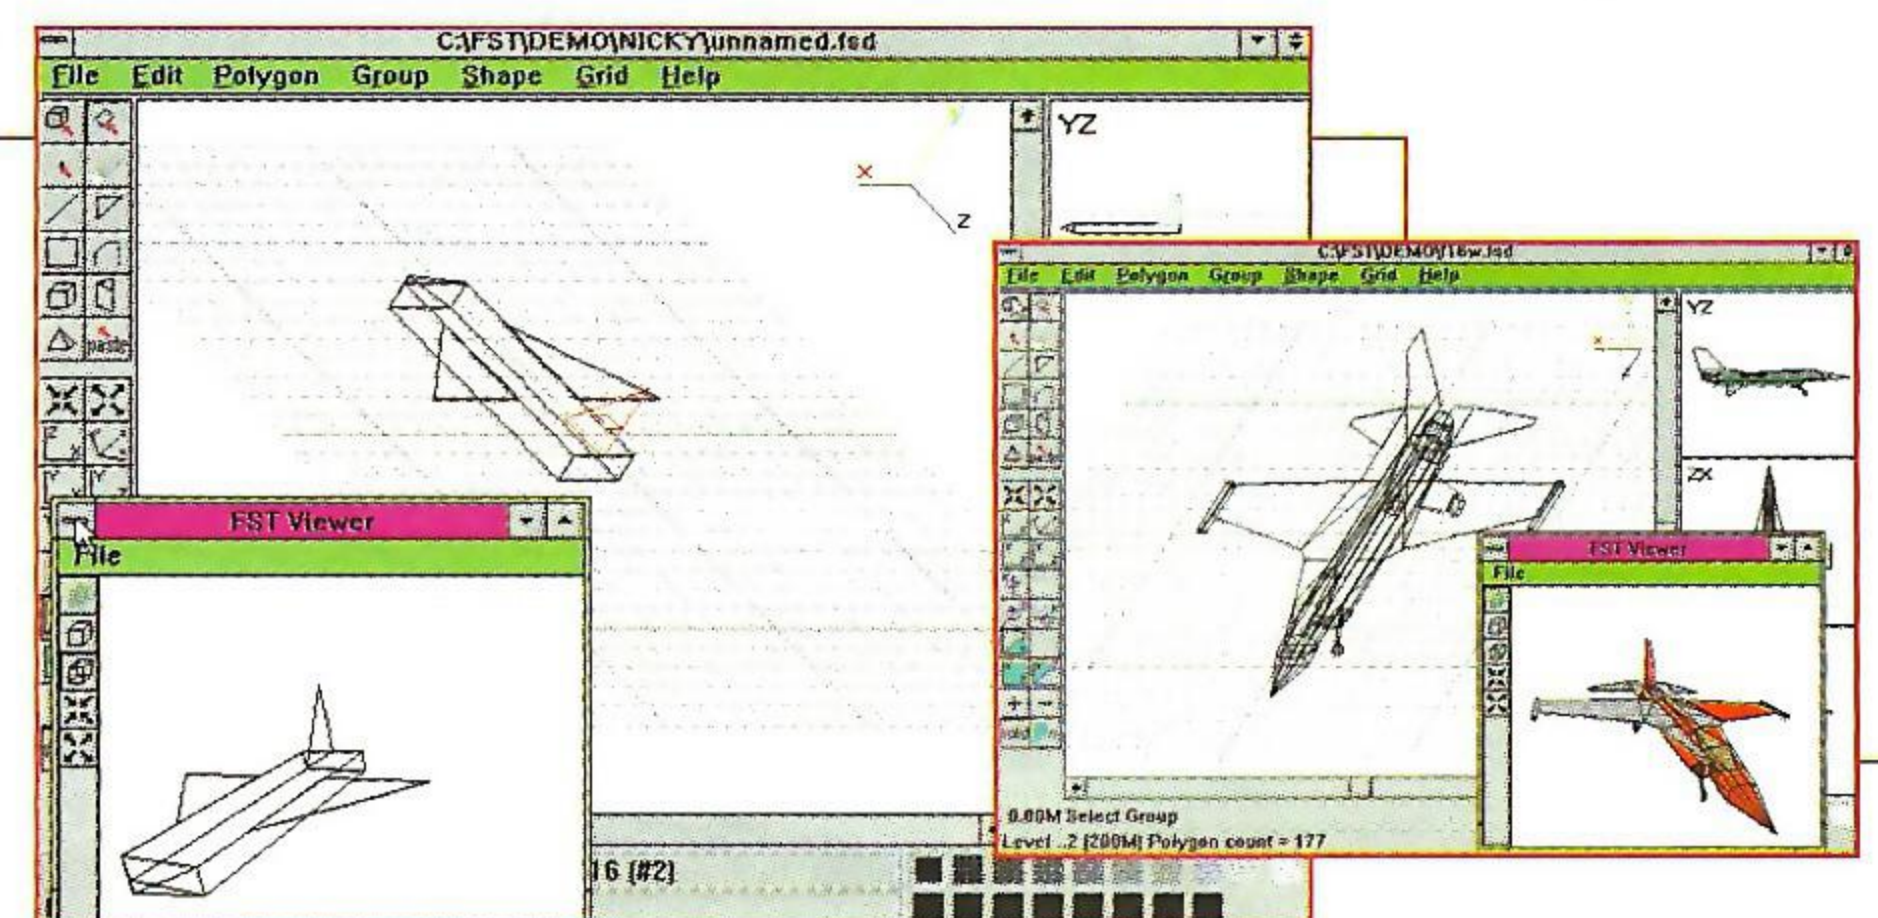 C:\FST\DEMO\NICKY\unnamed.fsd
File Edit Polygon Group Shape Grid Help
YZ
x
y
z
paste
FST Viewer
File
16 (#2)
C:\FST\DEMO\f16w.fsd
File Edit Polygon Group Shape Grid Help
YZ
x
ZX
0.00M Select Group
Level ..2 [200M] Polygon count = 177
FST Viewer
File